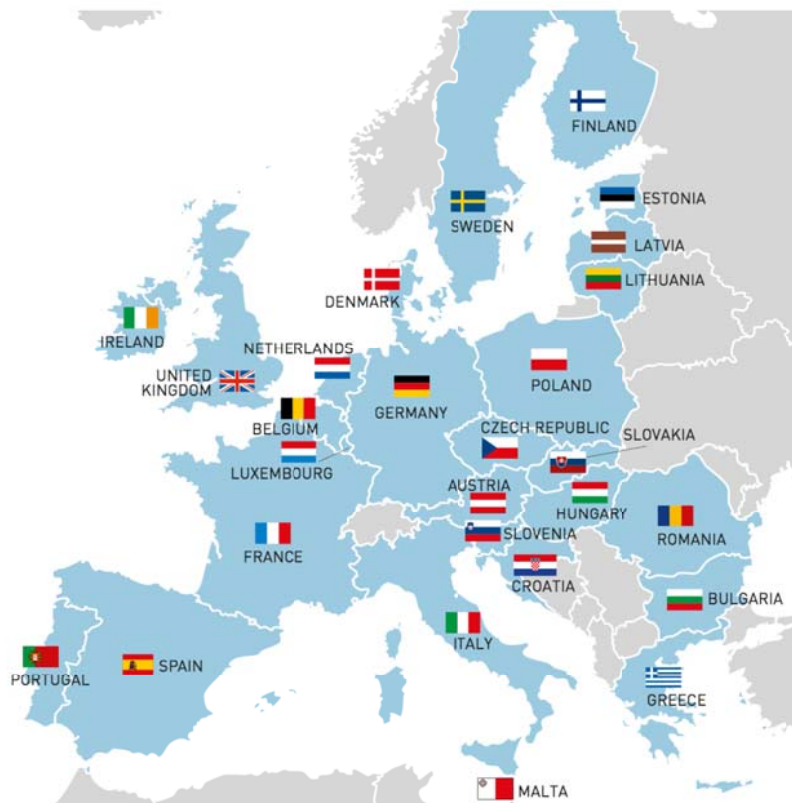 FINLAND
ESTONIA
SWEDEN
LATVIA
LITHUANIA
DENMARK
IRELAND
NETHERLANDS
UNITED
KINGDOM
POLAND
GERMANY
BELGIUM
CZECH REPUBLIC
SLOVAKIA
LUXEMBOURG
AUSTRIA
HUNGARY
SLOVENIA
ROMANIA
FRANCE
CROATIA
BULGARIA
ITALY
SPAIN
PORTUGAL
GREECE
MALTA